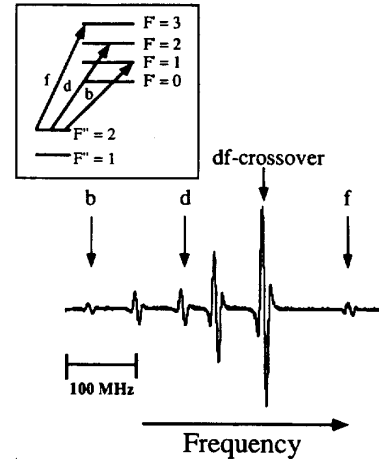 F = 3
F = 2
F = 1
F = 0
f
d
b
F" = 2
F" = 1
df-crossover
b
d
f
100 MHz
Frequency